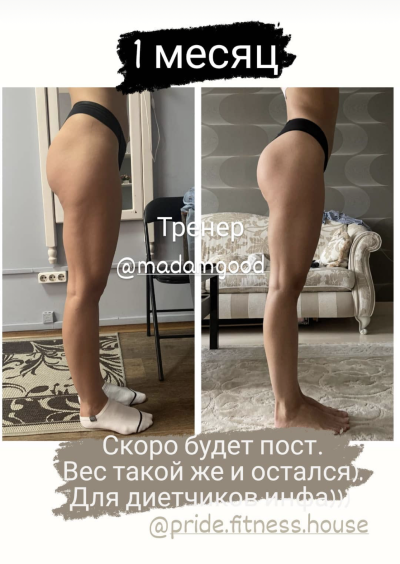 1 месяц
Тренер
@madamgood
Скоро будет пост.
Вес такой же и остался).
Для диетчиков инфа)))
@pride.fitness.house